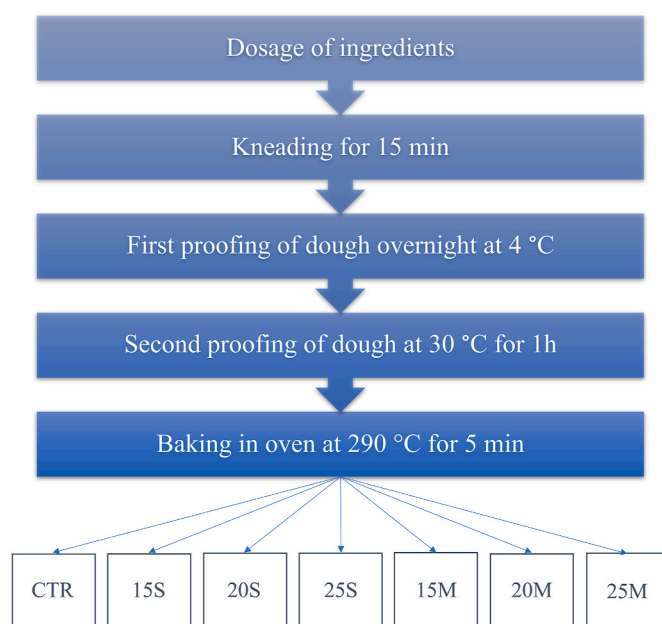 Dosage of ingredients
Kneading for 15 min
First proofing of dough overnight at 4 °C
Second proofing of dough at 30 °C for 1h
Baking in oven at 290 °C for 5 min
CTR 15S 20S 25S 15M 20M 25M